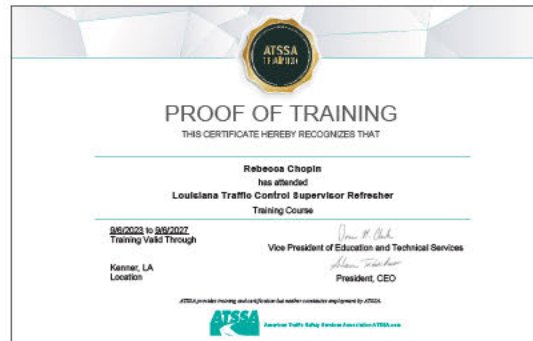 ATSSA
TRAINED
PROOF OF TRAINING
THIS CERTIFICATE HEREBY RECOGNIZES THAT
Rebecca Chopin
has attended
Louisiana Traffic Control Supervisor Refresher
Training Course
9/6/2023 to 9/6/2027
Training Valid Through
Vice President of Education and Technical Services
Kenner, LA
Location
President, CEO
ATSSA provides training and certification but neither constitutes employment by ATSSA.
ATSSA
American Traffic Safety Services Association-ATSSA.com